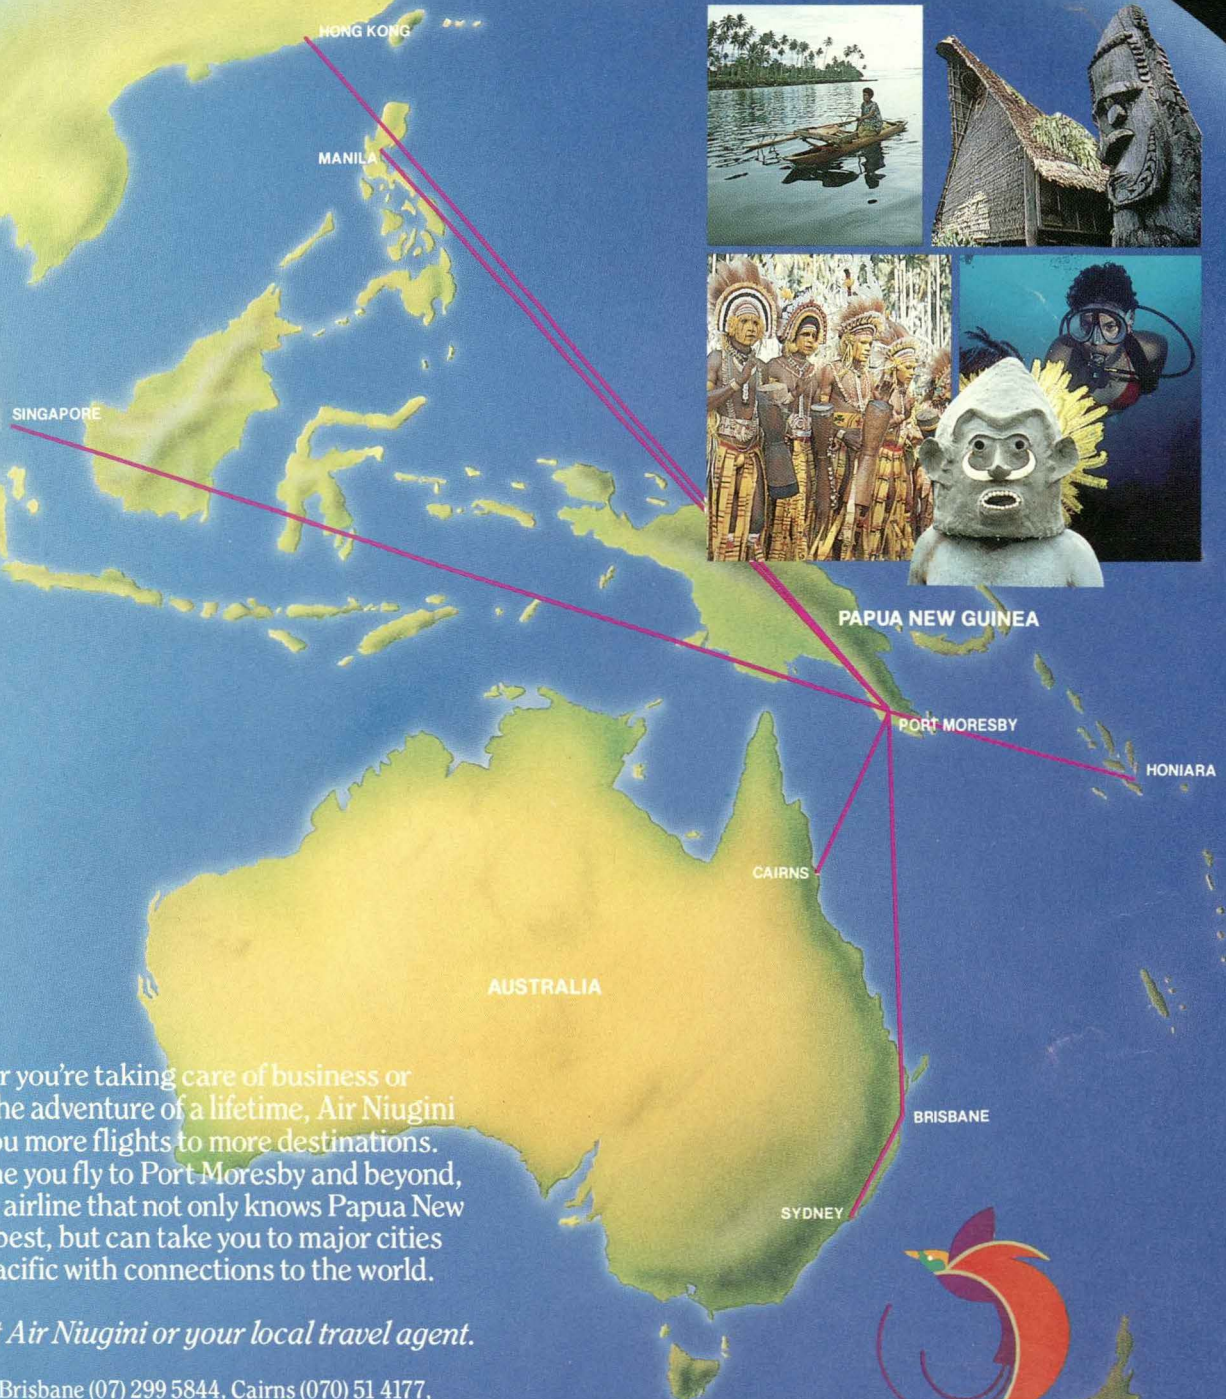 HONG KONG
MANILA
SINGAPORE
PAPUA NEW GUINEA
PORT MORESBY
HONIARA
CAIRNS
AUSTRALIA
BRISBANE
SYDNEY
r you're taking care of business or
he adventure of a lifetime, Air Niugini
ou more flights to more destinations.
ne you fly to Port Moresby and beyond,
airline that not only knows Papua New
best, but can take you to major cities
acific with connections to the world.
Air Niugini or your local travel agent.
Brisbane (07) 299 5844, Cairns (070) 51 4177,